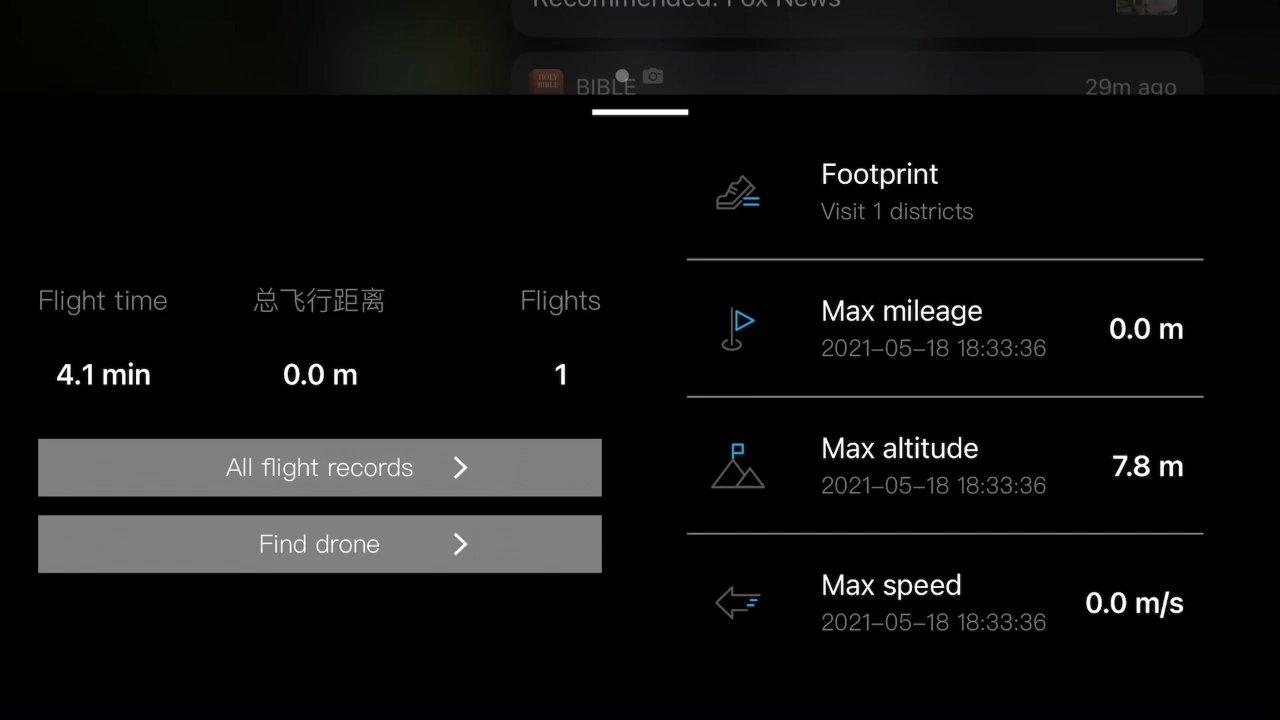 Recommended: Fox News
HOLY
BIBLE
BIBLE
29m ago
Footprint
Visit 1 districts
Flight time
总飞行距离
Flights
4.1 min
0.0 m
1
All flight records
Find drone
Max mileage
2021-05-18 18:33:36
0.0 m
Max altitude
2021-05-18 18:33:36
7.8 m
Max speed
2021-05-18 18:33:36
0.0 m/s